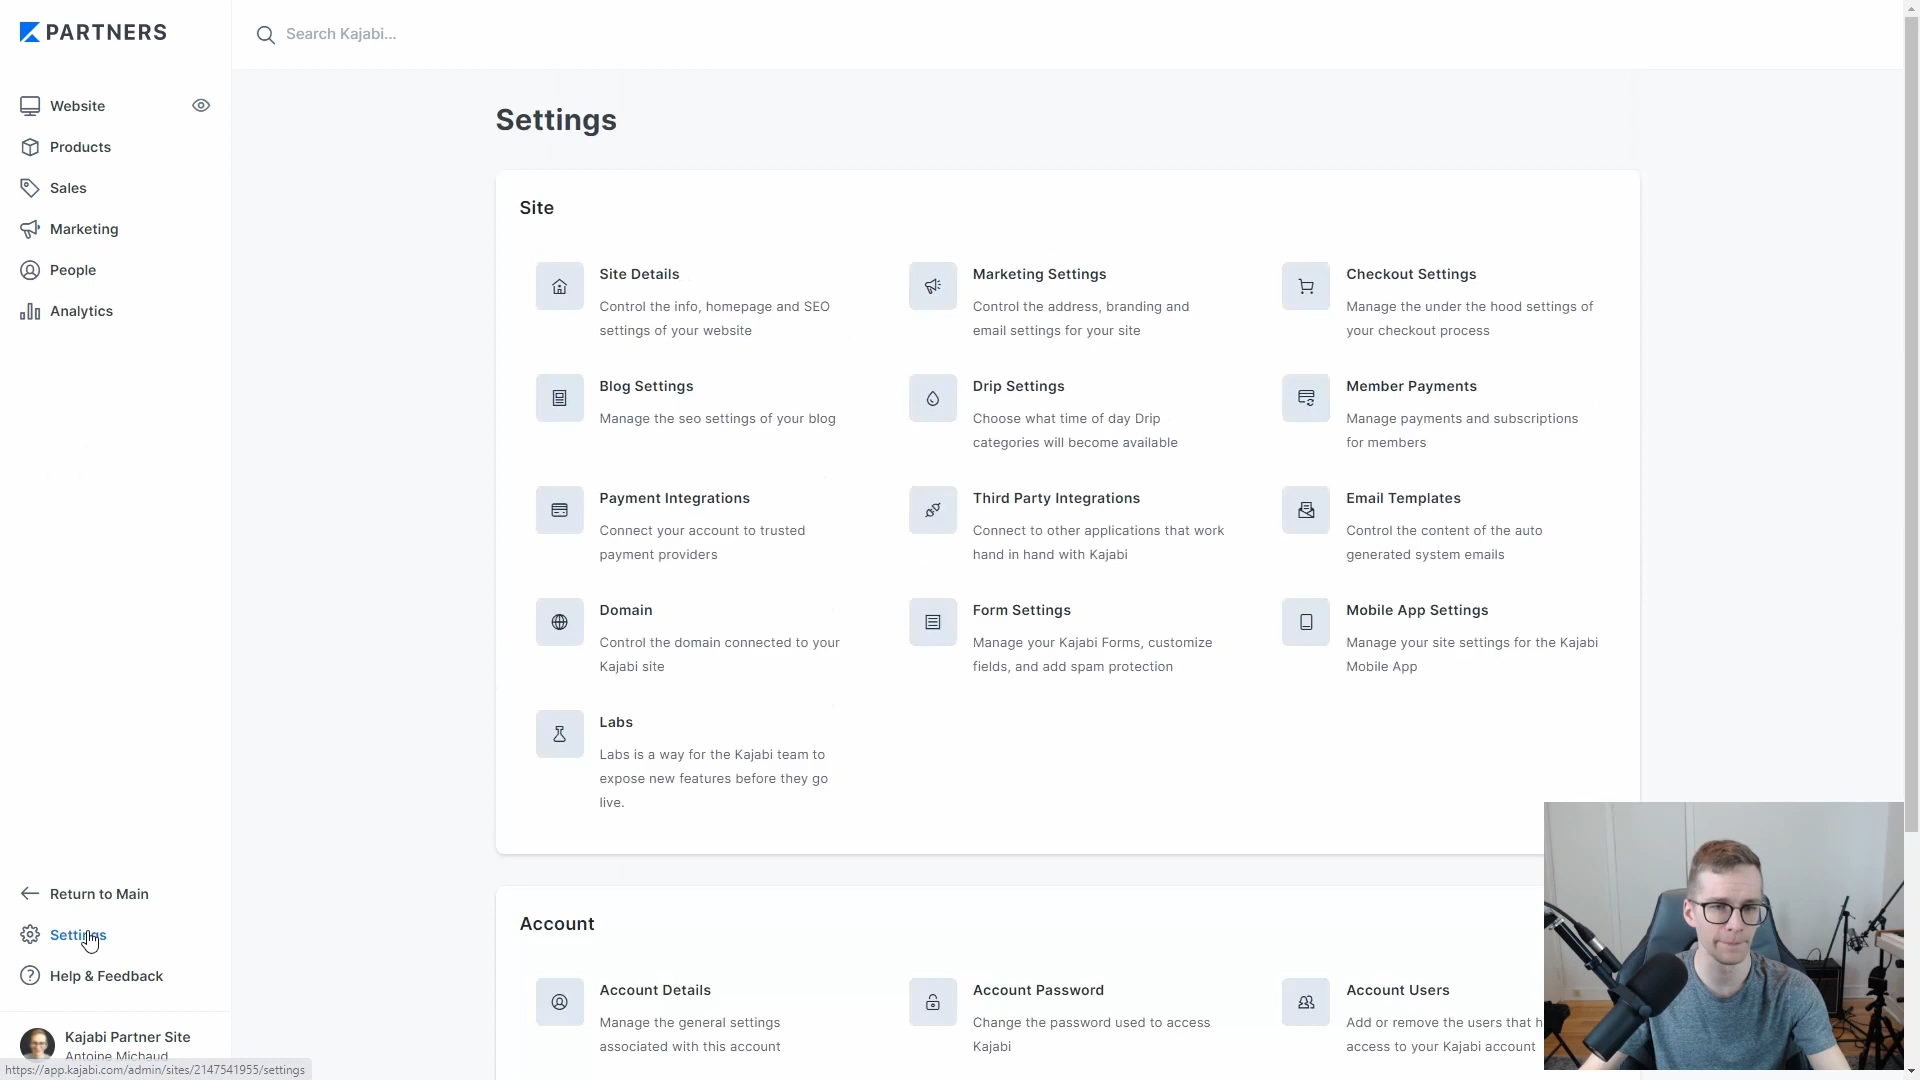 PARTNERS
Search Kajabi...
Website
Products
Sales
Marketing
People
Analytics
Settings
Site
Site Details
Control the info, homepage and SEO
settings of your website
Marketing Settings
Control the address, branding and
email settings for your site
Checkout Settings
Manage the under the hood settings of
your checkout process
Blog Settings
Manage the seo settings of your blog
Drip Settings
Choose what time of day Drip
categories will become available
Member Payments
Manage payments and subscriptions
for members
Payment Integrations
Connect your account to trusted
payment providers
Third Party Integrations
Connect to other applications that work
hand in hand with Kajabi
Email Templates
Control the content of the auto
generated system emails
Domain
Control the domain connected to your
Kajabi site
Form Settings
Manage your Kajabi Forms, customize
fields, and add spam protection
Mobile App Settings
Manage your site settings for the Kajabi
Mobile App
Labs
Labs is a way for the Kajabi team to
expose new features before they go
live.
Account
Account Details
Manage the general settings
associated with this account
Account Password
Change the password used to access
Kajabi
Account Users
Add or remove the users that h
access to your Kajabi account
Return to Main
Settings
Help & Feedback
Kajabi Partner Site
Antoine Michaud
https://app.kajabi.com/admin/sites/2147541955/settings